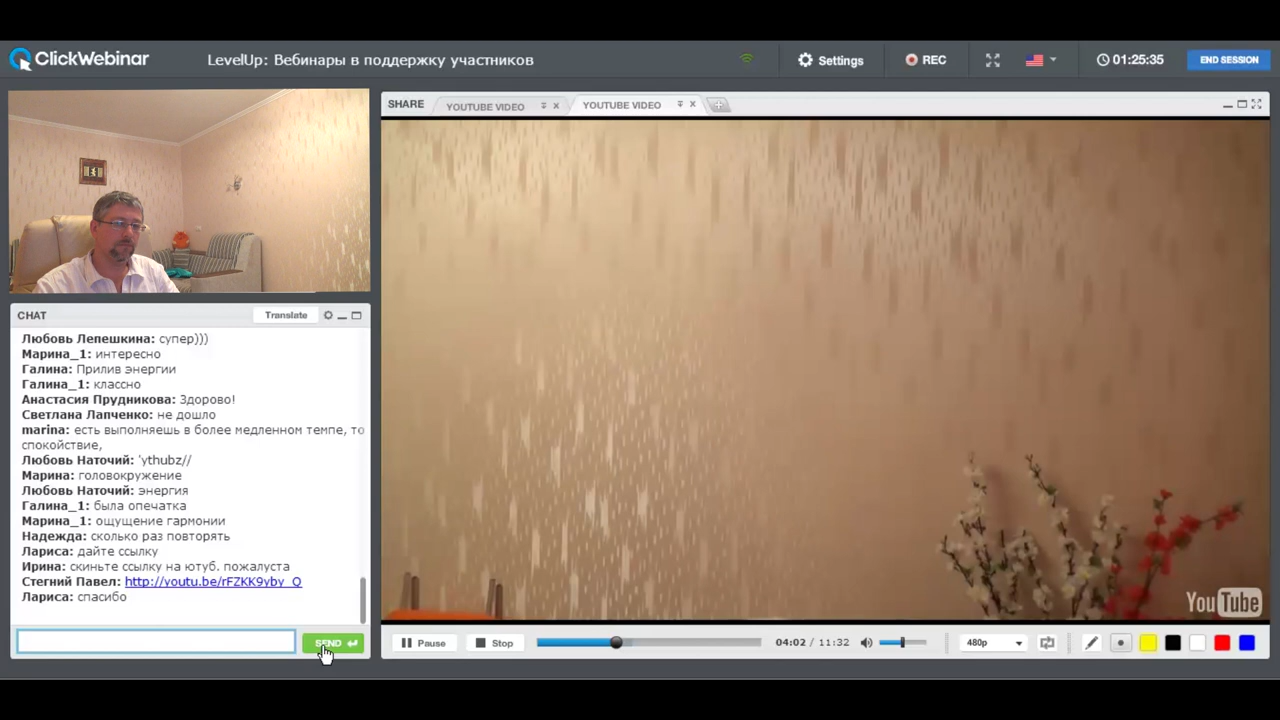 ClickWebinar
LevelUp: Вебинары в поддержку участников
Settings
REC
01:25:35
END SESSION
SHARE
YOUTUBE VIDEO
YOUTUBE VIDEO
CHAT
Translate
Любовь Лепешкина: супер)))
Марина_1: интересно
Галина: Прилив энергии
Галина_1: классно
Анастасия Прудникова: Здорово!
Светлана Лапченко: не дошло
marina: есть выполняешь в более медленном темпе, то
спокойствие,
Любовь Наточий: 'ythubz//
Марина: головокружение
Любовь Наточий: энергия
Галина_1: была опечатка
Марина_1: ощущение гармонии
Надежда: сколько раз повторять
Лариса: дайте ссылку
Ирина: скиньте ссылку на ютуб. пожалуста
Стегний Павел: http://youtu.be/rFZKK9yby_Q
Лариса: спасибо
SEND
YouTube
Pause
Stop
04:02 / 11:32
480p